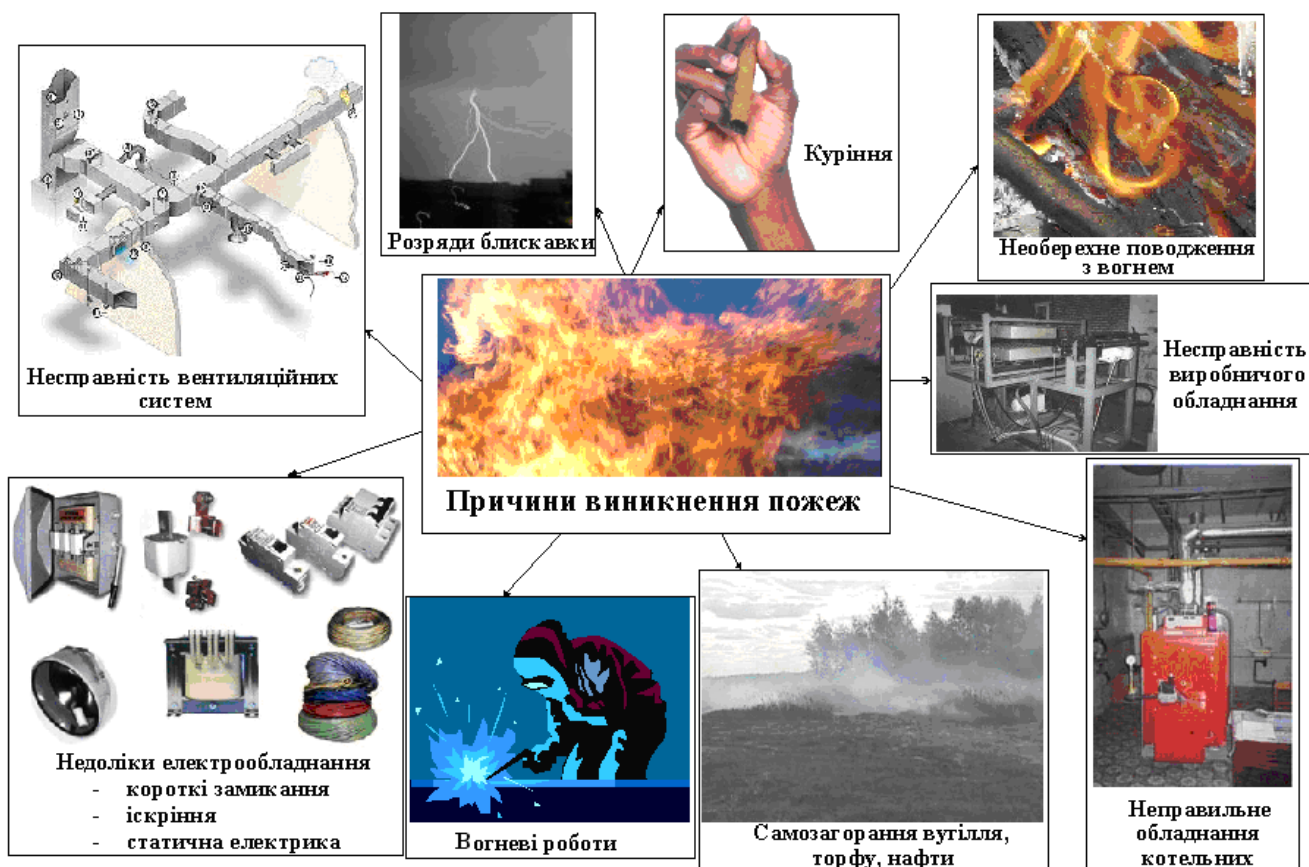 Розряди блискавки
Куріння
Необерехне поводження
з вогнем
Несправність вентиляційних
систем
Причини виникнення пожеж
Несправність
виробничого
обладнання
Недоліки електрообладнання
- короткі замикання
- іскріння
- статична електрика
Вогневі роботи
Самозагорання вугілля,
торфу, нафти
Неправильне
обладнання
котельних